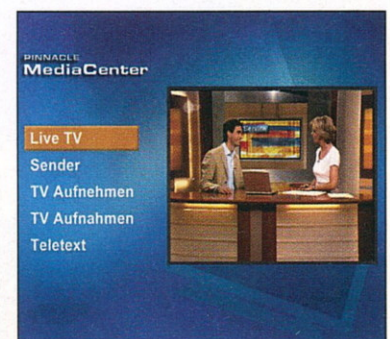 PINNACLE
MediaCenter
Live TV
Sender
TV Aufnehmen
TV Aufnahmen
Teletext